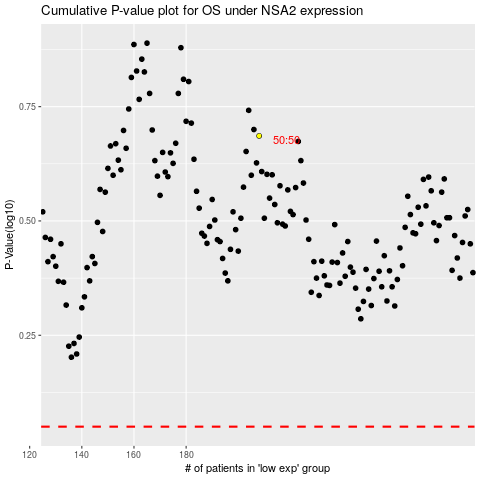 Cumulative P-value plot for OS under NSA2 expression
P-Value(log10)
0.75
0.50
0.25
50:50
120 140 160 180
# of patients in 'low exp' group